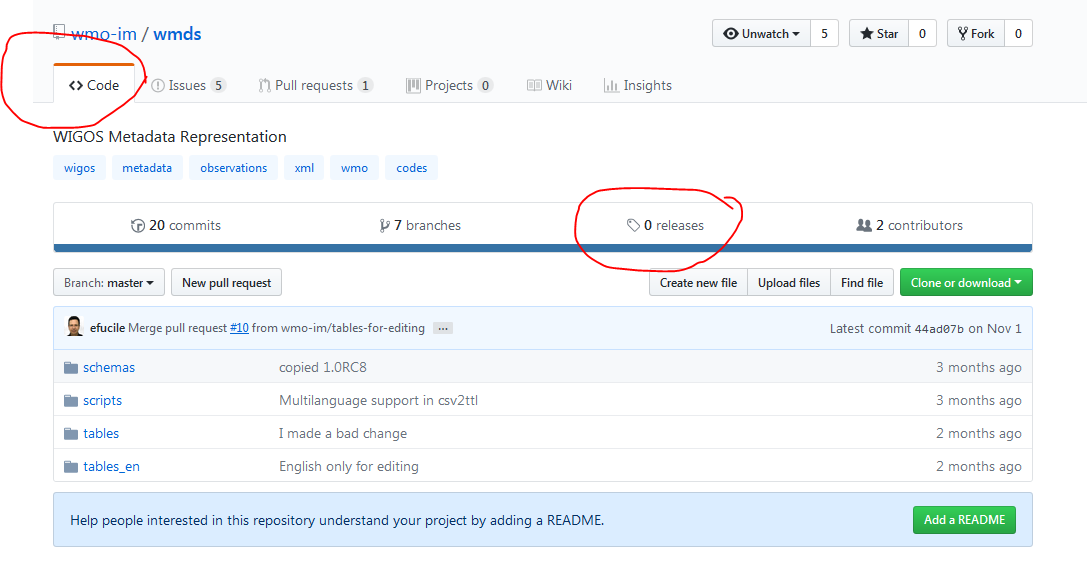 wmo-im / wmds
Unwatch 5 Star 0 Fork 0
Code Issues 5 Pull requests 1 Projects 0 Wiki Insights
WIGOS Metadata Representation
wigos metadata observations xml wmo codes
20 commits 7 branches 0 releases 2 contributors
Branch: master New pull request Create new file Upload files Find file Clone or download
efucile Merge pull request #10 from wmo-im/tables-for-editing ... Latest commit 44ad07b on Nov 1
schemas copied 1.0RC8 3 months ago
scripts Multilanguage support in csv2ttl 3 months ago
tables I made a bad change 2 months ago
tables_en English only for editing 2 months ago
Help people interested in this repository understand your project by adding a README. Add a README